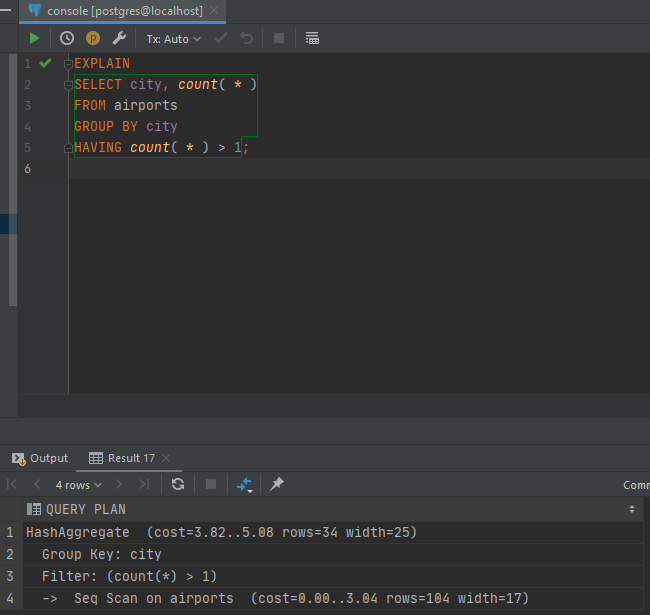 console [postgres@localhost]
Tx: Auto
1 EXPLAIN
2 SELECT city, count( * )
3 FROM airports
4 GROUP BY city
5 HAVING count( * ) > 1;
6
Output Result 17
4 rows Comm
QUERY PLAN
1 HashAggregate (cost=3.82..5.08 rows=34 width=25)
2 Group Key: city
3 Filter: (count(*) > 1)
4 -> Seq Scan on airports (cost=0.00..3.04 rows=104 width=17)